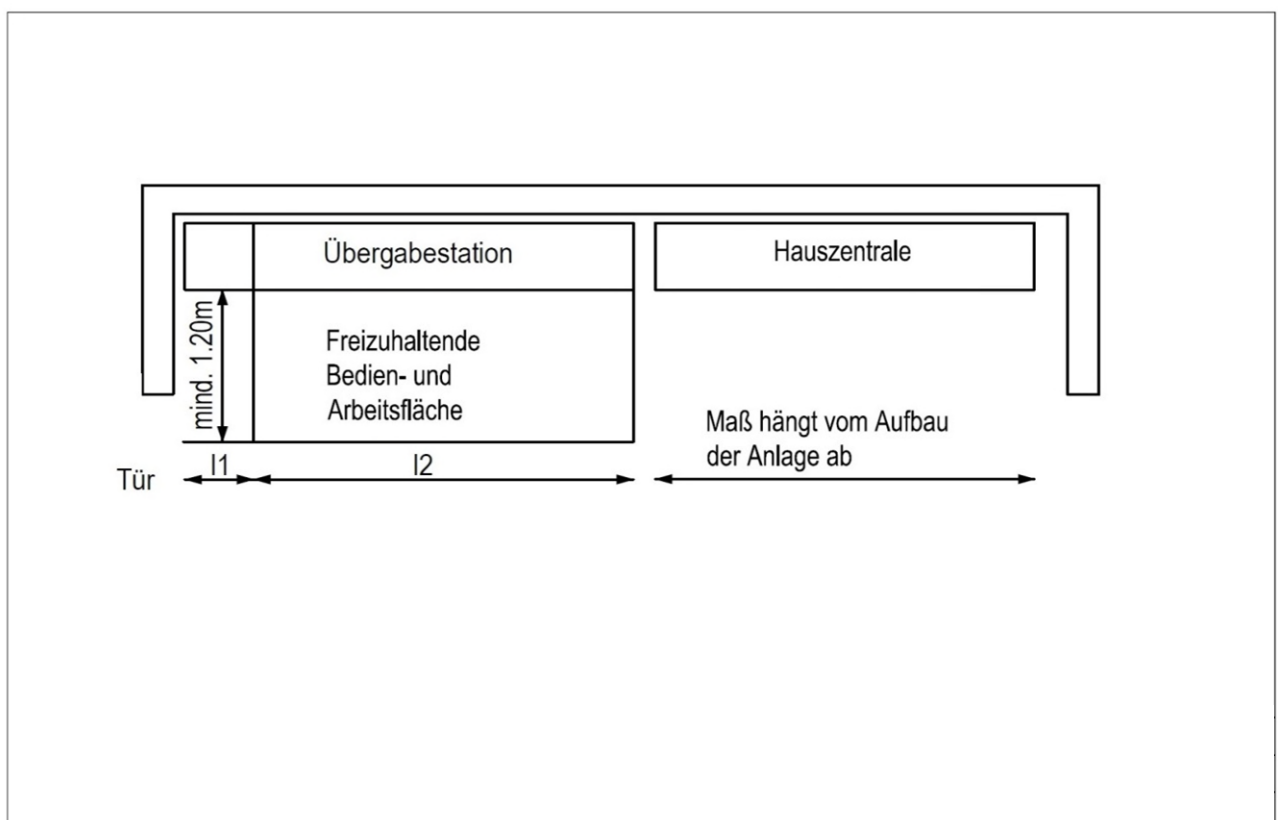 Übergabestation
Hauszentrale
mind. 1.20m
Freizuhaltende
Bedien- und
Arbeitsfläche
Maß hängt vom Aufbau
der Anlage ab
Tür
l1
l2